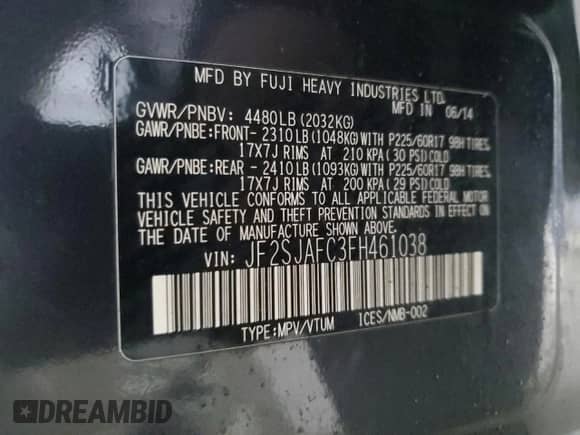 MFD BY FUJI HEAVY INDUSTRIES LTD.
MFD IN 06/14
GVWR/PNBV: 4480LB(2032KG)
GAWR/PNBE:FRONT- 2310LB(1048KG)WITH P225/60R17 98H TIRES,
17X7J RIMS AT 210 KPA(30 PSI)COLD
GAWR/PNBE:REAR - 2410LB(1093KG)WITH P225/60R17 98H TIRES,
17X7J RIMS AT 200 KPA(29 PSI)COLD
THIS VEHICLE CONFORMS TO ALL APPLICABLE FEDERAL MOTOR
VEHICLE SAFETY AND THEFT PREVENTION STANDARDS IN EFFECT ON
THE DATE OF MANUFACTURE SHOWN ABOVE.
VIN: JF2SJAFC3FH461038
TYPE:MPV/VTUM ICES/NMB-002
DREAMBID